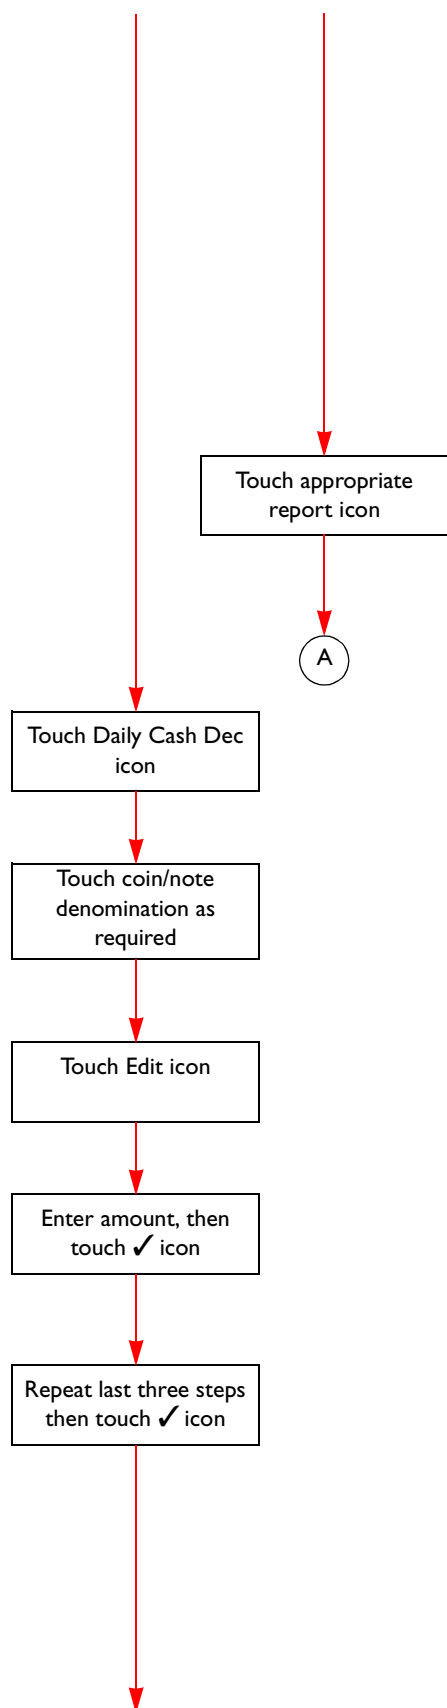 Touch appropriate
report icon
A
Touch Daily Cash Dec
icon
Touch coin/note
denomination as
required
Touch Edit icon
Enter amount, then
touch ✓ icon
Repeat last three steps
then touch ✓ icon